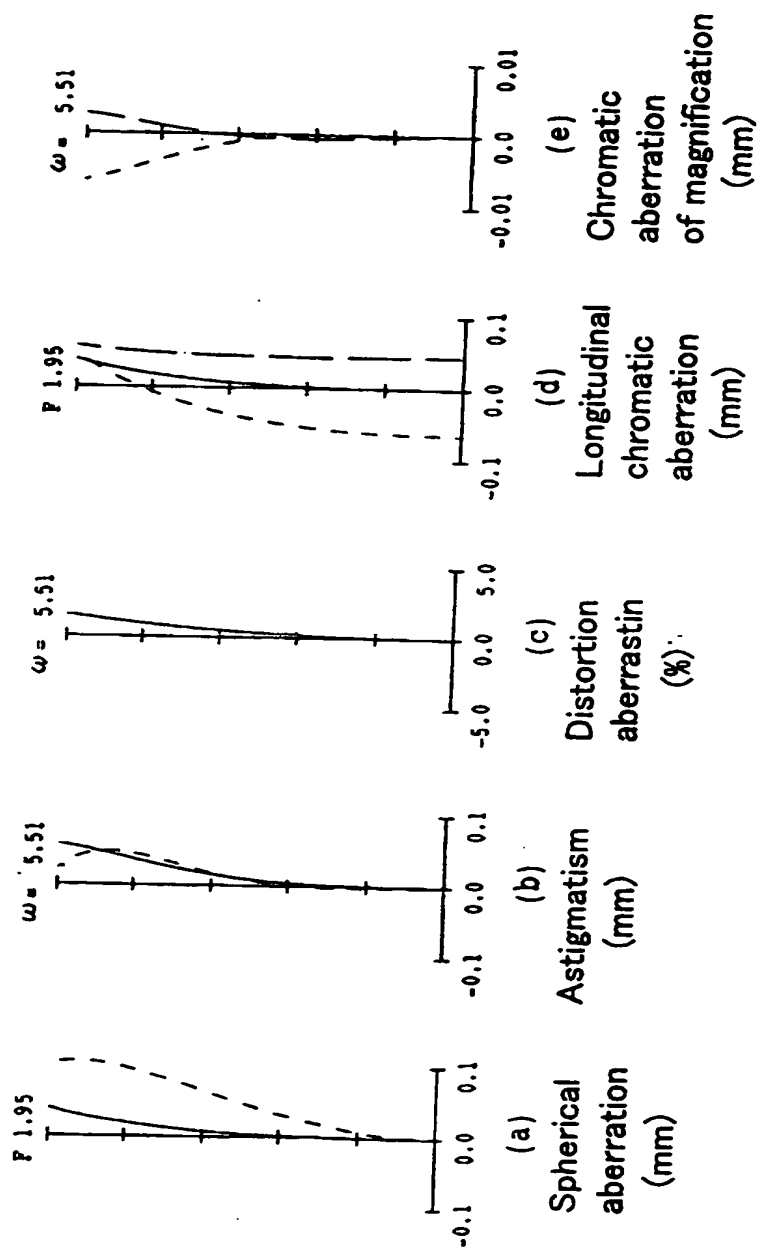 F 1.95
-0.1 0.0 0.1
(a)
Spherical
aberration
(mm)
ω = 5.51
-0.1 0.0 0.1
(b)
Astigmatism
(mm)
ω = 5.51
-5.0 0.0 5.0
(c)
Distortion
aberrastin
(%)
F 1.95
-0.1 0.0 0.1
(d)
Longitudinal
chromatic
aberration
(mm)
ω = 5.51
-0.01 0.0 0.01
(e)
Chromatic
aberration
of magnification
(mm)